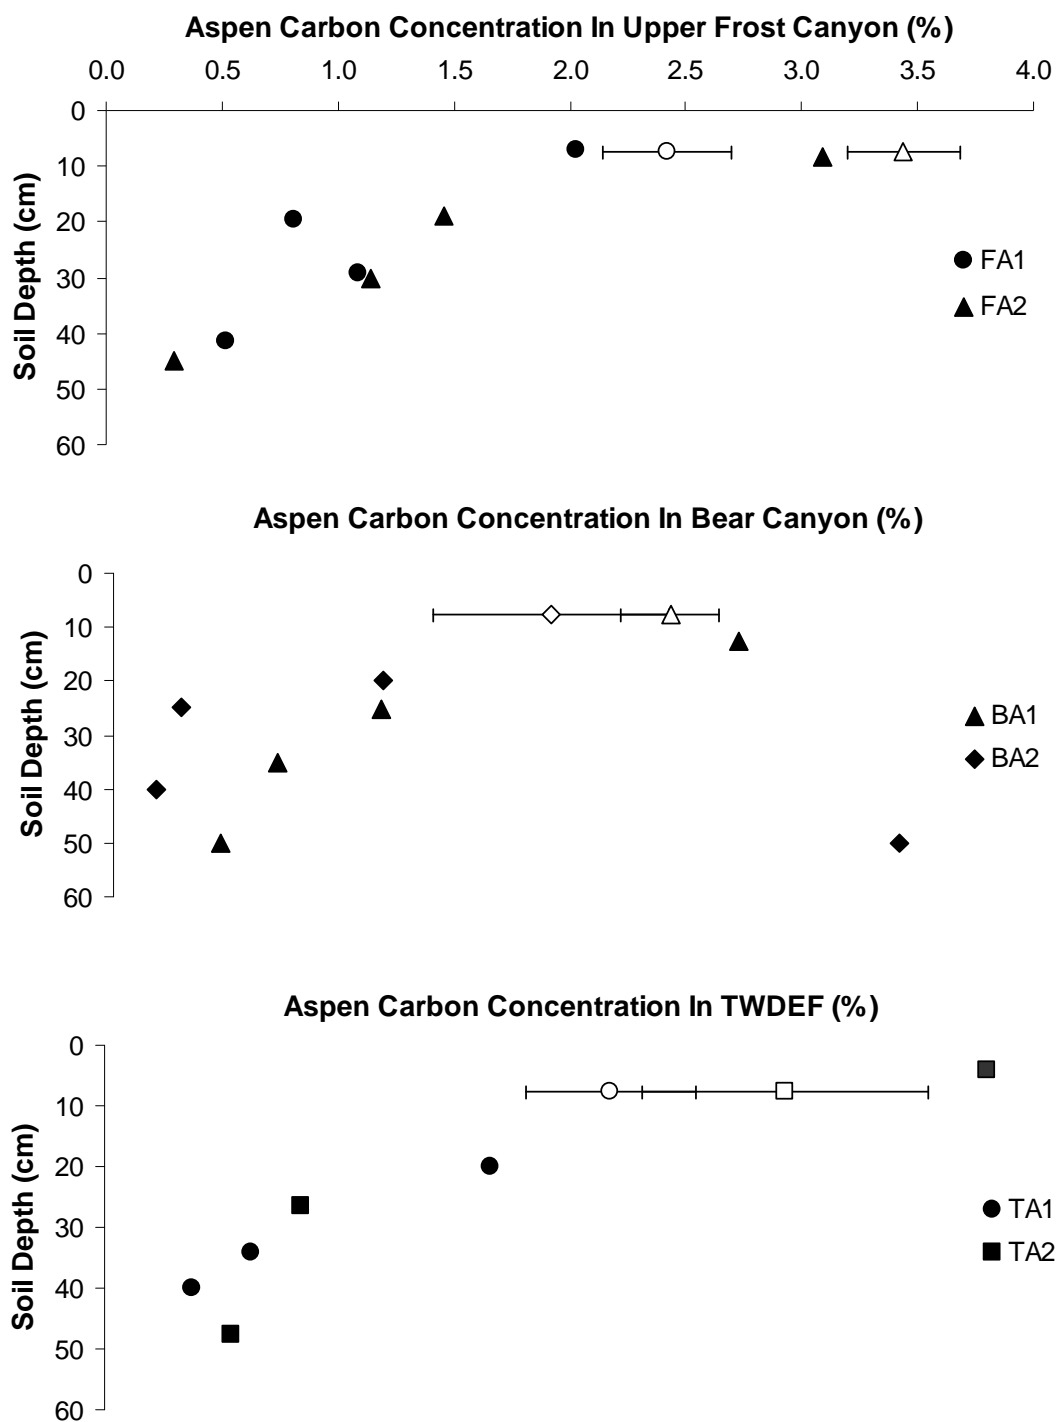 Aspen Carbon Concentration In Upper Frost Canyon (%)
0.0 0.5 1.0 1.5 2.0 2.5 3.0 3.5 4.0
0
10
20
30
40
50
60
Soil Depth (cm)
FA1
FA2
Aspen Carbon Concentration In Bear Canyon (%)
0
10
20
30
40
50
60
Soil Depth (cm)
BA1
BA2
Aspen Carbon Concentration In TWDEF (%)
0
10
20
30
40
50
60
Soil Depth (cm)
TA1
TA2